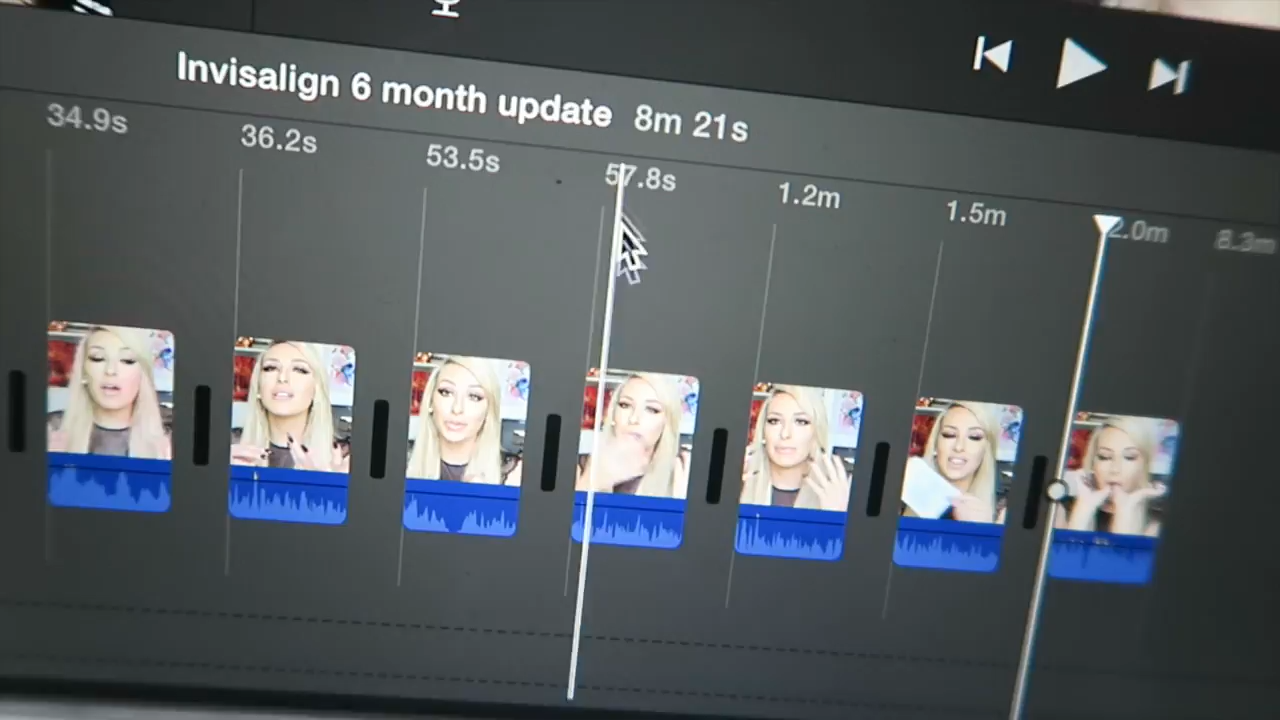 Invisalign 6 month update 8m 21s
34.9s 36.2s 53.5s 57.8s 1.2m 1.5m 2.0m 8.3m